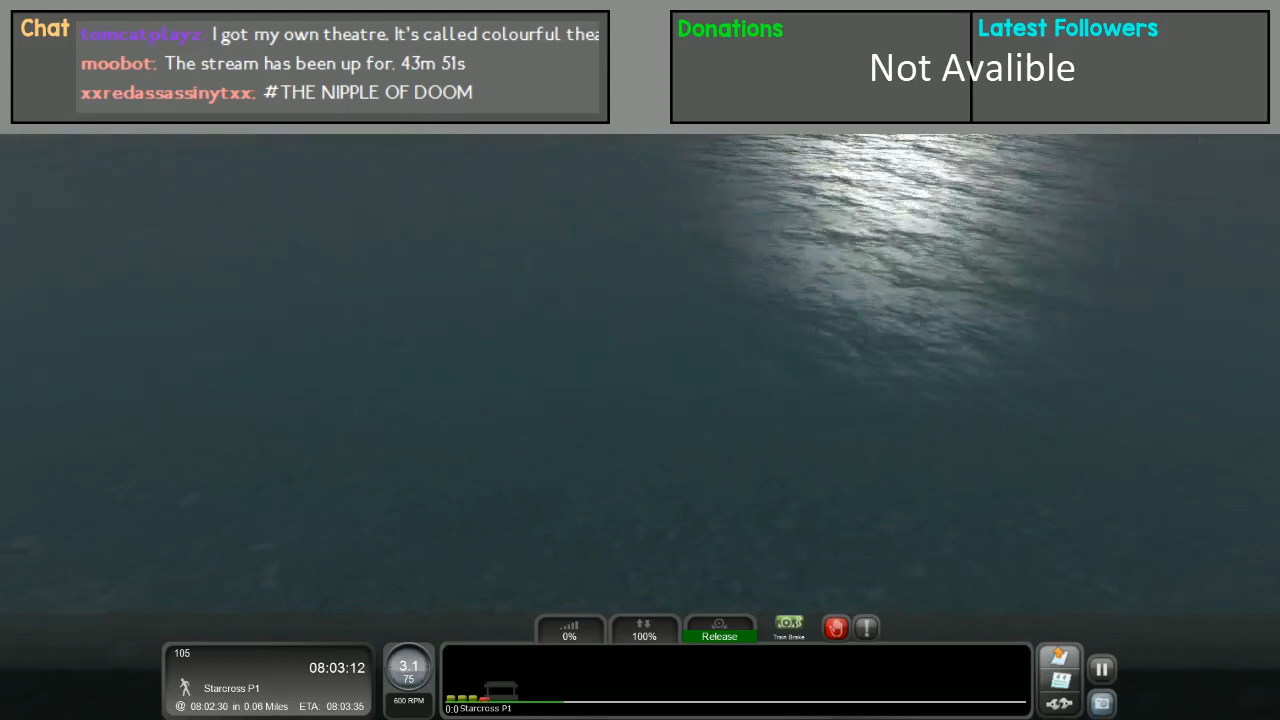 Chat
tomcatplayz: I got my own theatre. It's called colourful thea
moobot: The stream has been up for: 43m 51s
xxredassassinytxx: #THE NIPPLE OF DOOM
Donations
Latest Followers
Not Avalible
0%
100%
Release
Train Brake
105
08:03:12
Starcross P1
@ 08:02:30 in 0.06 Miles ETA: 08:03:35
3.1
75
600 RPM
(0:0) Starcross P1